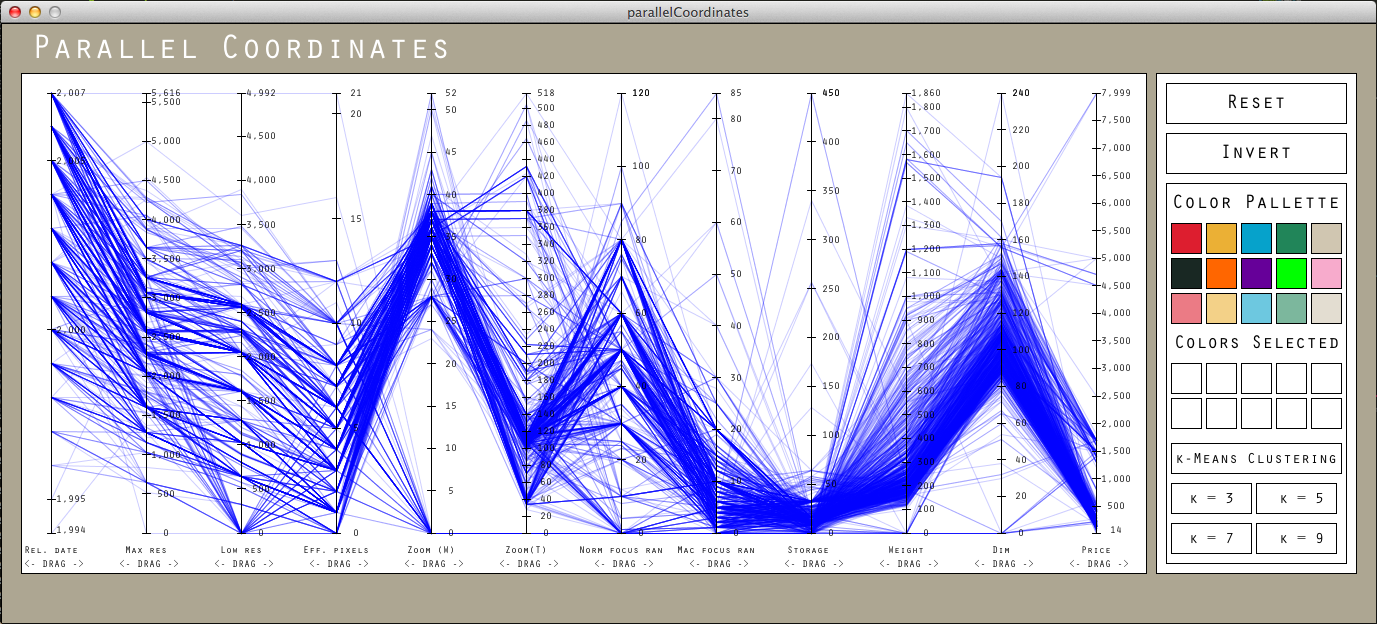 parallelCoordinates
Parallel Coordinates
2,007 5,616 4,992 21 52 518 120 85 450 1,860 240 7,999
5,500 20 50 500 80 1,800 220 7,500
480 400 1,700 7,000
5,000 4,500 45 460 100 70 1,600 200 6,500
4,500 4,000 40 440 350 1,500 6,000
420 1,400
400
4,000 3,500 15 380 60 1,300 180 5,500
3,500 3,000 35 360 80 300 1,200 160 5,000
340
320 1,100
3,000 2,500 30 300 50 250 1,000 140 4,500
280
260 900
2,000 10 25 240 60 40 200 800 120 4,000
220 3,500
2,000 20 200 700 100 3,000
180 30 150 600
1,500 1,500 15 160 40 500 80 2,500
140 2,000
120 20 100 400 60
1,000 1,000 10 100 20 300 40 1,500
80
1,995 500 500 5 60 10 50 200 20 1,000
40 100 500
20
1,994 0 0 0 0 0 0 0 0 14
Rel. date Max res Low res Eff. pixels Zoom (W) Zoom(T) Norm focus ran Mac focus ran Storage Weight Dim Price
<- DRAG -> <- DRAG -> <- DRAG -> <- DRAG -> <- DRAG -> <- DRAG -> <- DRAG -> <- DRAG -> <- DRAG -> <- DRAG -> <- DRAG -> <- DRAG ->
Reset
Invert
Color Pallette
Colors Selected
k-Means Clustering
k = 3 k = 5
k = 7 k = 9